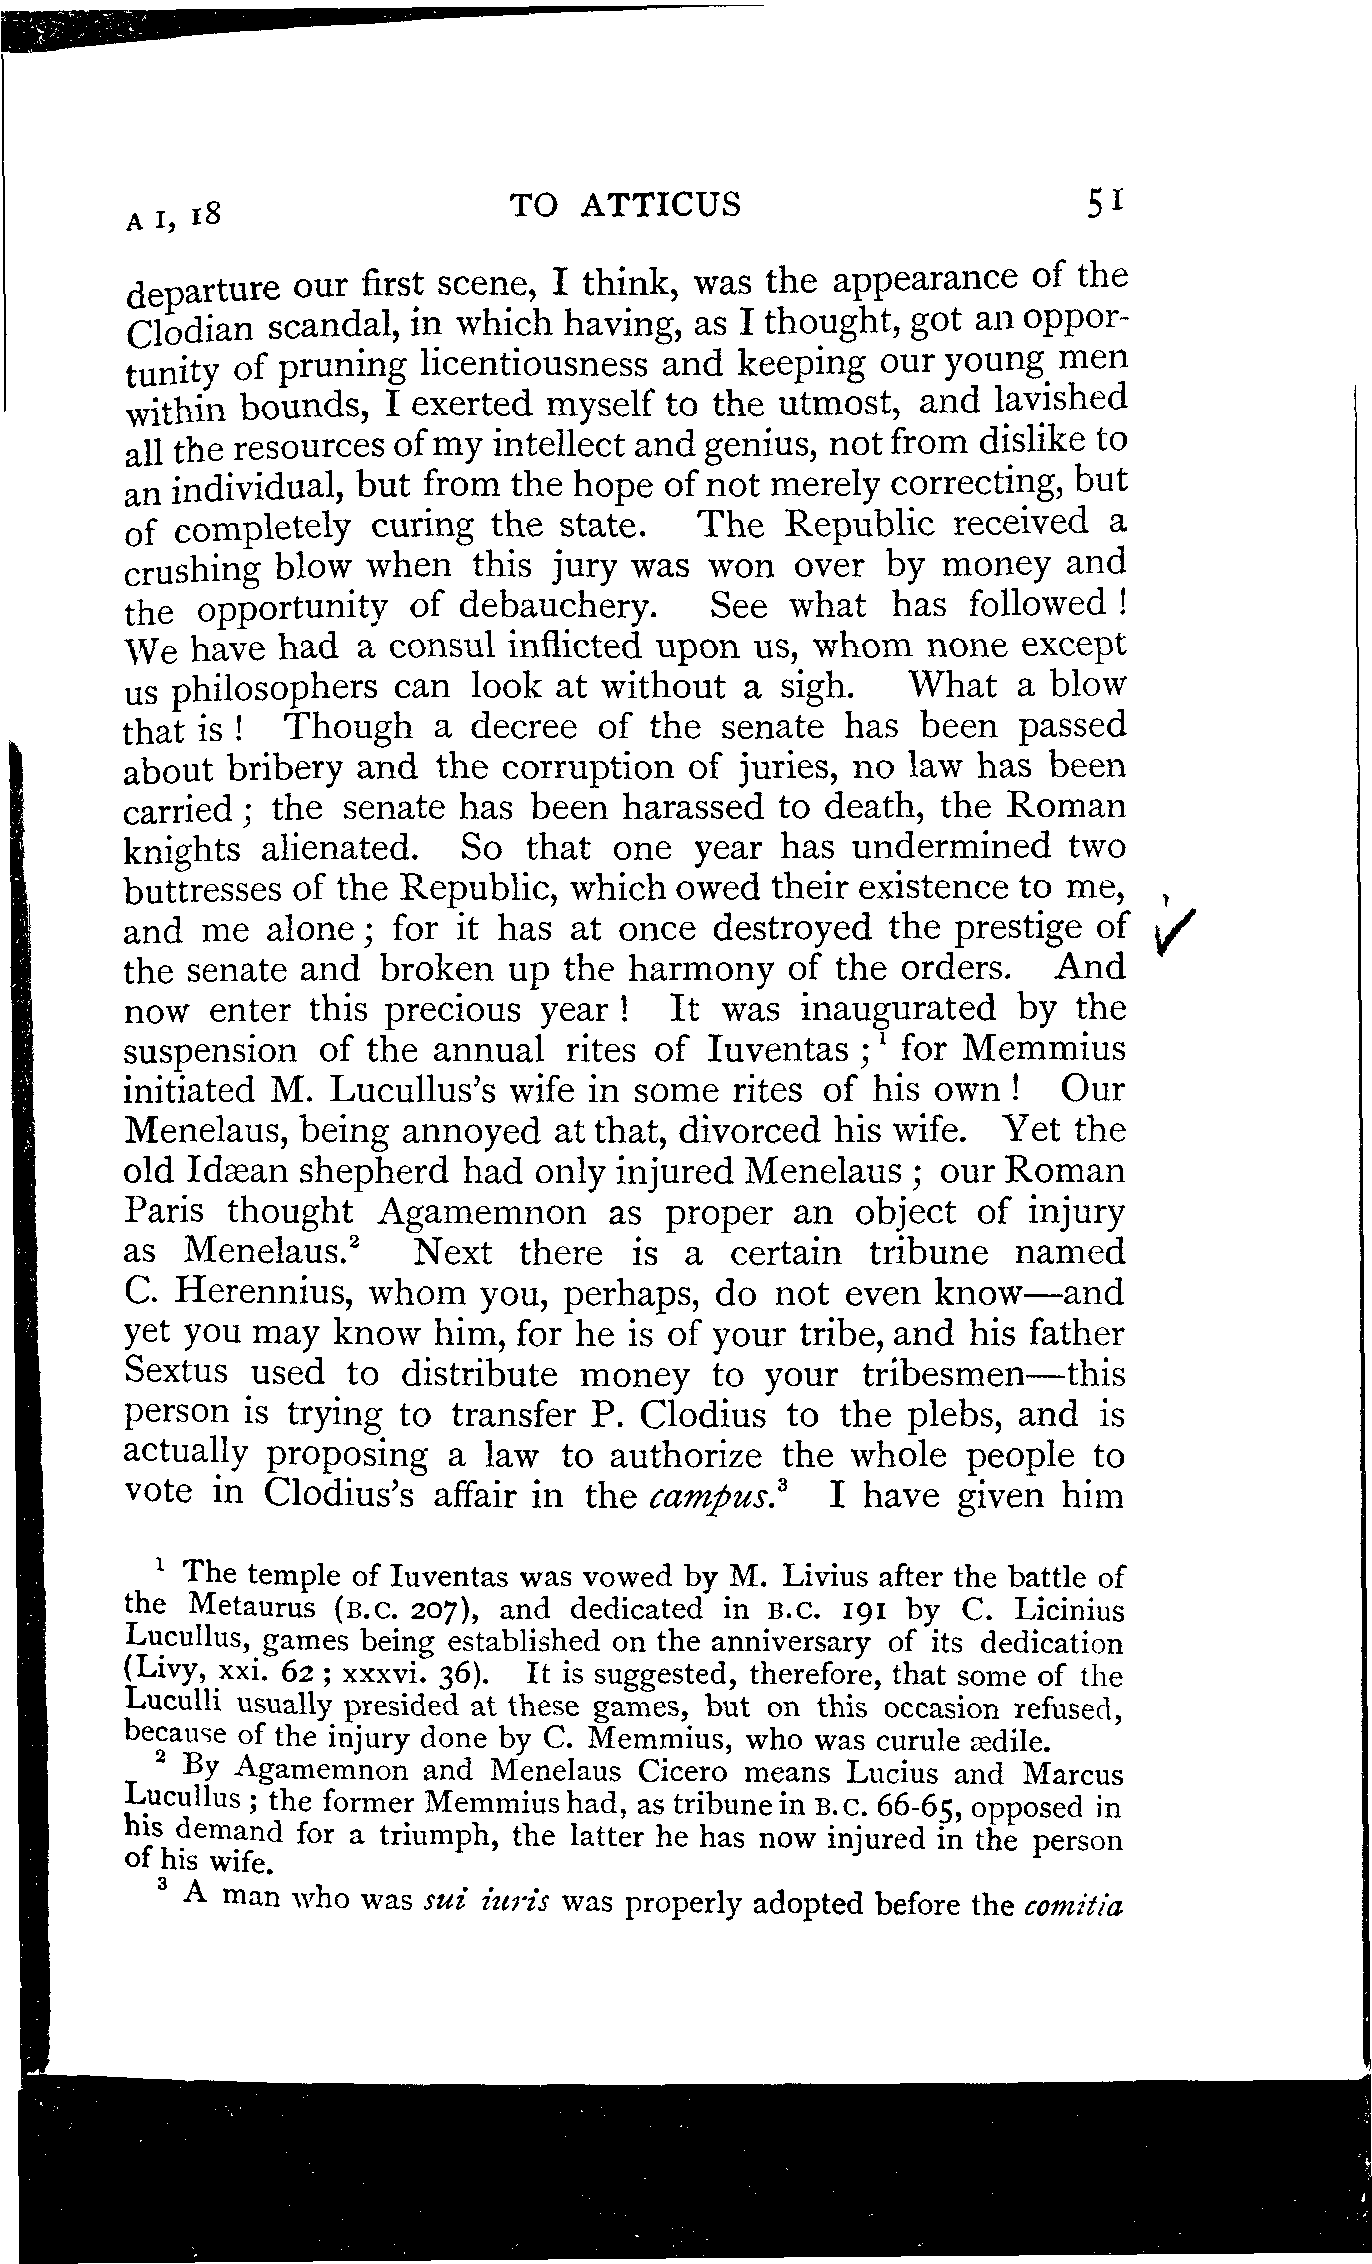 A I, 18 TO ATTICUS 51
departure our first scene, I think, was the appearance of the
Clodian scandal, in which having, as I thought, got an oppor-
tunity of pruning licentiousness and keeping our young men
within bounds, I exerted myself to the utmost, and lavished
all the resources of my intellect and genius, not from dislike to
an individual, but from the hope of not merely correcting, but
of completely curing the state. The Republic received a
crushing blow when this jury was won over by money and
the opportunity of debauchery. See what has followed !
We have had a consul inflicted upon us, whom none except
us philosophers can look at without a sigh. What a blow
that is ! Though a decree of the senate has been passed
about bribery and the corruption of juries, no law has been
carried ; the senate has been harassed to death, the Roman
knights alienated. So that one year has undermined two
buttresses of the Republic, which owed their existence to me,
and me alone ; for it has at once destroyed the prestige of
the senate and broken up the harmony of the orders. And
now enter this precious year ! It was inaugurated by the
suspension of the annual rites of Iuventas ;¹ for Memmius
initiated M. Lucullus's wife in some rites of his own ! Our
Menelaus, being annoyed at that, divorced his wife. Yet the
old Idæan shepherd had only injured Menelaus ; our Roman
Paris thought Agamemnon as proper an object of injury
as Menelaus.² Next there is a certain tribune named
C. Herennius, whom you, perhaps, do not even know—and
yet you may know him, for he is of your tribe, and his father
Sextus used to distribute money to your tribesmen—this
person is trying to transfer P. Clodius to the plebs, and is
actually proposing a law to authorize the whole people to
vote in Clodius's affair in the campus.³ I have given him
¹ The temple of Iuventas was vowed by M. Livius after the battle of
the Metaurus (B.C. 207), and dedicated in B.C. 191 by C. Licinius
Lucullus, games being established on the anniversary of its dedication
(Livy, xxi. 62 ; xxxvi. 36). It is suggested, therefore, that some of the
Luculli usually presided at these games, but on this occasion refused,
because of the injury done by C. Memmius, who was curule ædile.
² By Agamemnon and Menelaus Cicero means Lucius and Marcus
Lucullus ; the former Memmius had, as tribune in B.C. 66-65, opposed in
his demand for a triumph, the latter he has now injured in the person
of his wife.
³ A man who was sui iuris was properly adopted before the comitia